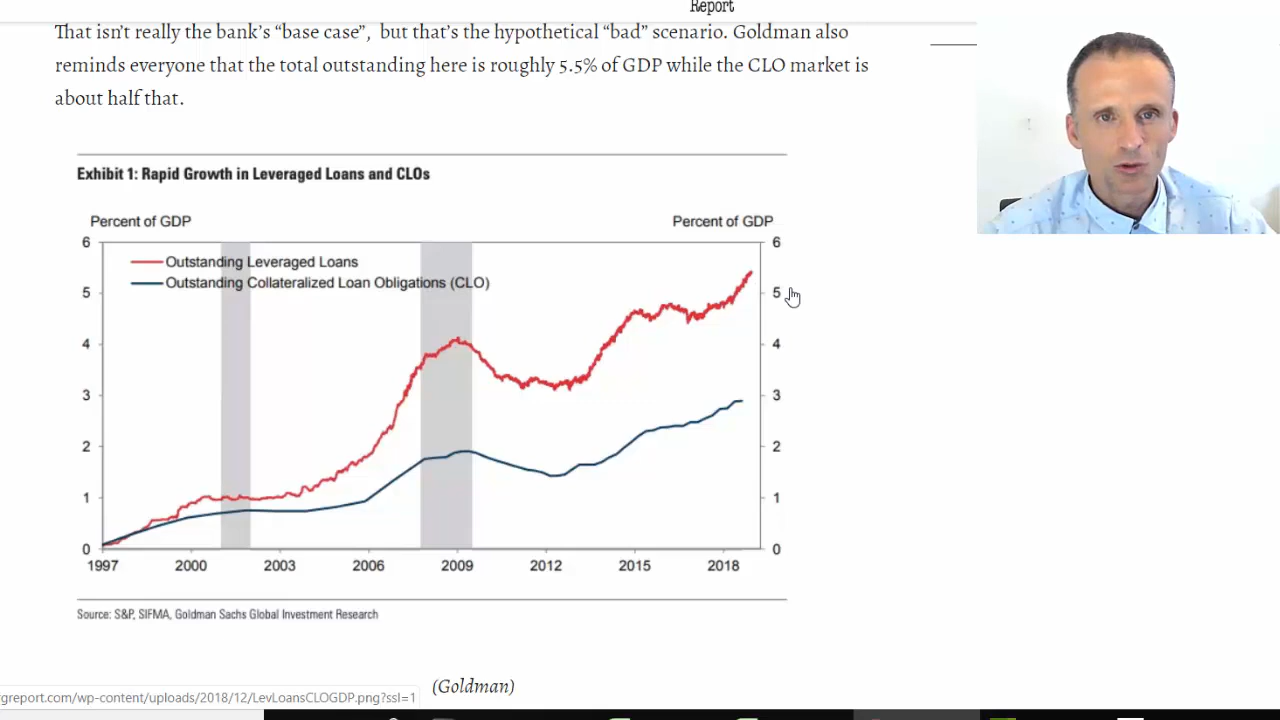 Report
That isn’t really the bank’s “base case”, but that’s the hypothetical “bad” scenario. Goldman also
reminds everyone that the total outstanding here is roughly 5.5% of GDP while the CLO market is
about half that.
Exhibit 1: Rapid Growth in Leveraged Loans and CLOs
Percent of GDP Percent of GDP
6 6
Outstanding Leveraged Loans
Outstanding Collateralized Loan Obligations (CLO)
5 5
4 4
3 3
2 2
1 1
0 0
1997 2000 2003 2006 2009 2012 2015 2018
Source: S&P, SIFMA, Goldman Sachs Global Investment Research
(Goldman)
greport.com/wp-content/uploads/2018/12/LevLoansCLOGDP.png?ssl=1